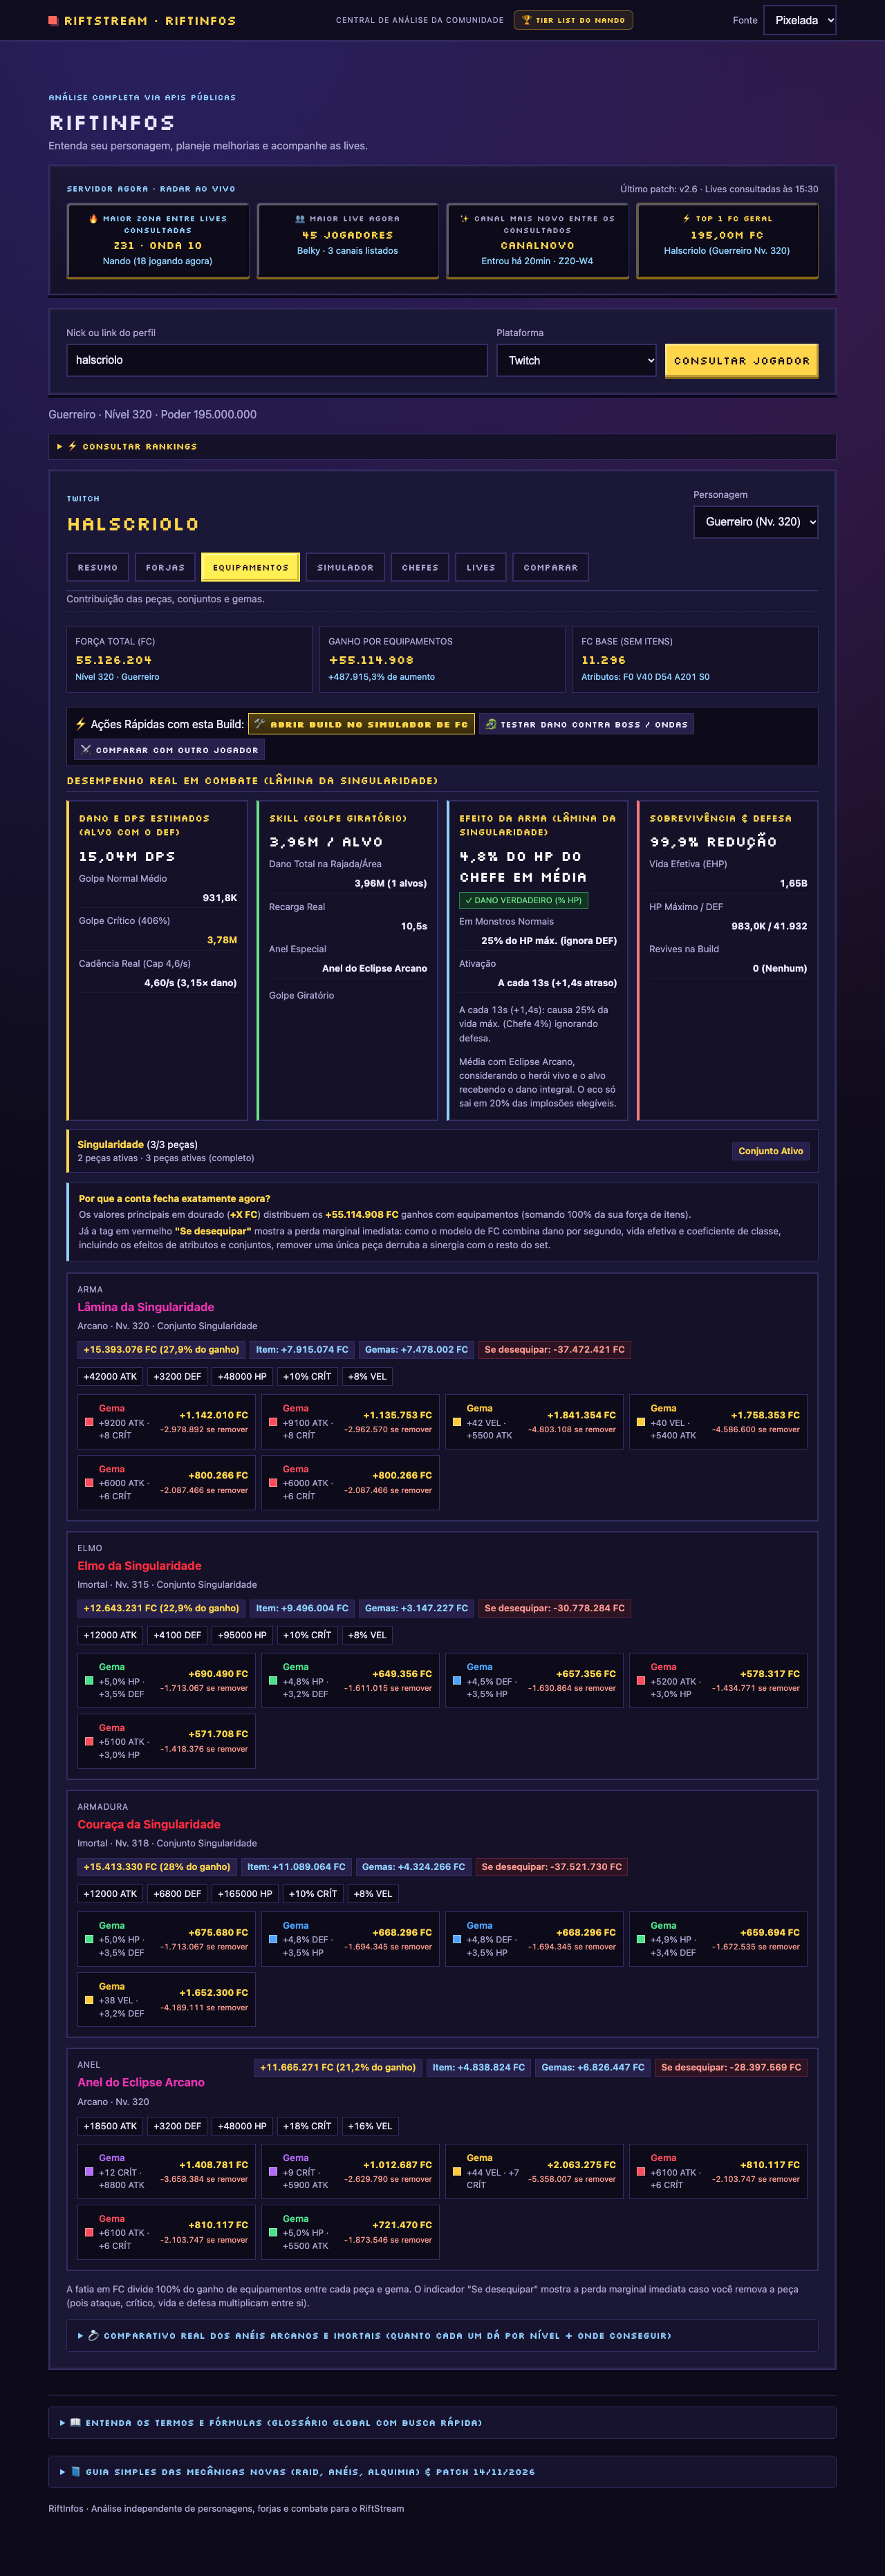 RIFTSTREAM · RIFTINFOS
CENTRAL DE ANÁLISE DA COMUNIDADE
🏆 TIER LIST DO NANDO
Fonte
Pixelada
ANÁLISE COMPLETA VIA APIS PÚBLICAS
RIFTINFOS
Entenda seu personagem, planeje melhorias e acompanhe as lives.
SERVIDOR AGORA · RADAR AO VIVO
Último patch: v2.6 · Lives consultadas às 15:30
🔥 MAIOR ZONA ENTRE LIVES
CONSULTADAS
Z31 · ONDA 10
Nando (18 jogando agora)
👥 MAIOR LIVE AGORA
45 JOGADORES
Belky · 3 canais listados
✨ CANAL MAIS NOVO ENTRE OS
CONSULTADOS
CANALNOVO
Entrou há 20min · Z20-W4
⚡ TOP 1 FC GERAL
195,00M FC
Halscriolo (Guerreiro Nv. 320)
Nick ou link do perfil
halscriolo
Plataforma
Twitch
CONSULTAR JOGADOR
Guerreiro · Nível 320 · Poder 195.000.000
▶ ⚡ CONSULTAR RANKINGS
TWITCH
HALSCRIOLO
Personagem
Guerreiro (Nv. 320)
RESUMO
FORJAS
EQUIPAMENTOS
SIMULADOR
CHEFES
LIVES
COMPARAR
Contribuição das peças, conjuntos e gemas.
FORÇA TOTAL (FC)
55.126.204
Nível 320 · Guerreiro
GANHO POR EQUIPAMENTOS
+55.114.908
+487.915,3% de aumento
FC BASE (SEM ITENS)
11.296
Atributos: F0 V40 D54 A201 S0
⚡ Ações Rápidas com esta Build:
🛠️ ABRIR BUILD NO SIMULADOR DE FC
🐲 TESTAR DANO CONTRA BOSS / ONDAS
⚔️ COMPARAR COM OUTRO JOGADOR
DESEMPENHO REAL EM COMBATE (LÂMINA DA SINGULARIDADE)
DANO E DPS ESTIMADOS
(ALVO COM 0 DEF)
15,04M DPS
Golpe Normal Médio
931,8K
Golpe Crítico (406%)
3,78M
Cadência Real (Cap 4,6/s)
4,60/s (3,15× dano)
SKILL (GOLPE GIRATÓRIO)
3,96M / ALVO
Dano Total na Rajada/Área
3,96M (1 alvos)
Recarga Real
10,5s
Anel Especial
Anel do Eclipse Arcano
Golpe Giratório
EFEITO DA ARMA (LÂMINA DA
SINGULARIDADE)
4,8% DO HP DO
CHEFE EM MÉDIA
✓ DANO VERDADEIRO (% HP)
Em Monstros Normais
25% do HP máx. (ignora DEF)
Ativação
A cada 13s (+1,4s atraso)
A cada 13s (+1,4s): causa 25% da
vida máx. (Chefe 4%) ignorando
defesa.
Média com Eclipse Arcano,
considerando o herói vivo e o alvo
recebendo o dano integral. O eco só
sai em 20% das implosões elegíveis.
SOBREVIVÊNCIA & DEFESA
99,9% REDUÇÃO
Vida Efetiva (EHP)
1,65B
HP Máximo / DEF
983,0K / 41.932
Revives na Build
0 (Nenhum)
Singularidade (3/3 peças)
2 peças ativas · 3 peças ativas (completo)
Conjunto Ativo
Por que a conta fecha exatamente agora?
Os valores principais em dourado (+X FC) distribuem os +55.114.908 FC ganhos com equipamentos (somando 100% da sua força de itens).
Já a tag em vermelho "Se desequipar" mostra a perda marginal imediata: como o modelo de FC combina dano por segundo, vida efetiva e coeficiente de classe,
incluindo os efeitos de atributos e conjuntos, remover uma única peça derruba a sinergia com o resto do set.
ARMA
Lâmina da Singularidade
Arcano · Nv. 320 · Conjunto Singularidade
+15.393.076 FC (27,9% do ganho)
Item: +7.915.074 FC
Gemas: +7.478.002 FC
Se desequipar: -37.472.421 FC
+42000 ATK
+3200 DEF
+48000 HP
+10% CRÍT
+8% VEL
Gema
+9200 ATK ·
+8 CRÍT
+1.142.010 FC
-2.978.892 se remover
Gema
+9100 ATK ·
+8 CRÍT
+1.135.753 FC
-2.962.570 se remover
Gema
+42 VEL ·
+5500 ATK
+1.841.354 FC
-4.803.108 se remover
Gema
+40 VEL ·
+5400 ATK
+1.758.353 FC
-4.586.600 se remover
Gema
+6000 ATK ·
+6 CRÍT
+800.266 FC
-2.087.466 se remover
Gema
+6000 ATK ·
+6 CRÍT
+800.266 FC
-2.087.466 se remover
ELMO
Elmo da Singularidade
Imortal · Nv. 315 · Conjunto Singularidade
+12.643.231 FC (22,9% do ganho)
Item: +9.496.004 FC
Gemas: +3.147.227 FC
Se desequipar: -30.778.284 FC
+12000 ATK
+4100 DEF
+95000 HP
+10% CRÍT
+8% VEL
Gema
+5,0% HP ·
+3,5% DEF
+690.490 FC
-1.713.067 se remover
Gema
+4,8% HP ·
+3,2% DEF
+649.356 FC
-1.611.015 se remover
Gema
+4,5% DEF ·
+3,5% HP
+657.356 FC
-1.630.864 se remover
Gema
+5200 ATK ·
+3,0% HP
+578.317 FC
-1.434.771 se remover
Gema
+5100 ATK ·
+3,0% HP
+571.708 FC
-1.418.376 se remover
ARMADURA
Couraça da Singularidade
Imortal · Nv. 318 · Conjunto Singularidade
+15.413.330 FC (28% do ganho)
Item: +11.089.064 FC
Gemas: +4.324.266 FC
Se desequipar: -37.521.730 FC
+12000 ATK
+6800 DEF
+165000 HP
+10% CRÍT
+8% VEL
Gema
+5,0% HP ·
+3,5% DEF
+675.680 FC
-1.713.067 se remover
Gema
+4,8% DEF ·
+3,5% HP
+668.296 FC
-1.694.345 se remover
Gema
+4,8% DEF ·
+3,5% HP
+668.296 FC
-1.694.345 se remover
Gema
+4,9% HP ·
+3,4% DEF
+659.694 FC
-1.672.535 se remover
Gema
+38 VEL ·
+3,2% DEF
+1.652.300 FC
-4.189.111 se remover
ANEL
Anel do Eclipse Arcano
Arcano · Nv. 320
+11.665.271 FC (21,2% do ganho)
Item: +4.838.824 FC
Gemas: +6.826.447 FC
Se desequipar: -28.397.569 FC
+18500 ATK
+3200 DEF
+48000 HP
+18% CRÍT
+16% VEL
Gema
+12 CRÍT ·
+8800 ATK
+1.408.781 FC
-3.658.384 se remover
Gema
+9 CRÍT ·
+5900 ATK
+1.012.687 FC
-2.629.790 se remover
Gema
+44 VEL · +7
CRÍT
+2.063.275 FC
-5.358.007 se remover
Gema
+6100 ATK ·
+6 CRÍT
+810.117 FC
-2.103.747 se remover
Gema
+6100 ATK ·
+6 CRÍT
+810.117 FC
-2.103.747 se remover
Gema
+5,0% HP ·
+5500 ATK
+721.470 FC
-1.873.546 se remover
A fatia em FC divide 100% do ganho de equipamentos entre cada peça e gema. O indicador "Se desequipar" mostra a perda marginal imediata caso você remova a peça
(pois ataque, crítico, vida e defesa multiplicam entre si).
▶ 💍 COMPARATIVO REAL DOS ANÉIS ARCANOS E IMORTAIS (QUANTO CADA UM DÁ POR NÍVEL + ONDE CONSEGUIR)
▶ 📖 ENTENDA OS TERMOS E FÓRMULAS (GLOSSÁRIO GLOBAL COM BUSCA RÁPIDA)
▶ 📘 GUIA SIMPLES DAS MECÂNICAS NOVAS (RAID, ANÉIS, ALQUIMIA) & PATCH 14/11/2026
RiftInfos · Análise independente de personagens, forjas e combate para o RiftStream